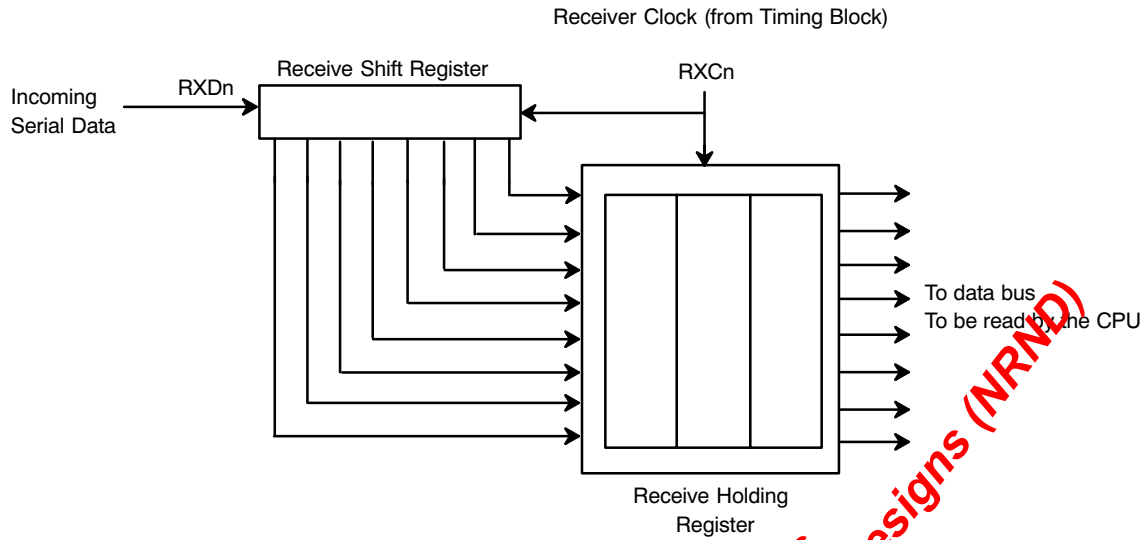 Receiver Clock (from Timing Block)
Receive Shift Register
RXCn
RXDn
Incoming
Serial Data
To data bus
To be read by the CPU
Receive Holding
Register
esigns (NRND)